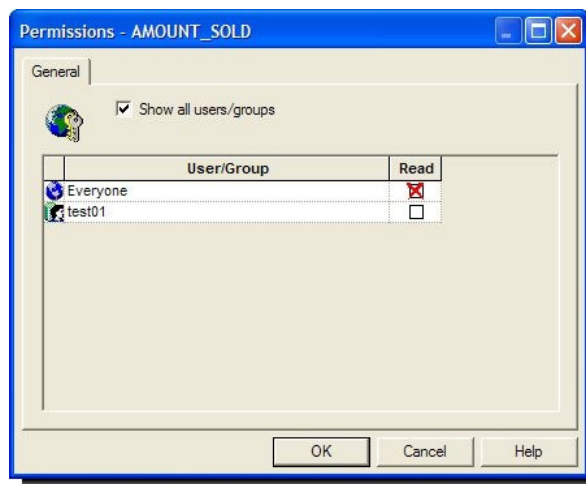 Permissions - AMOUNT_SOLD
General
Show all users/groups
User/Group Read
Everyone
test01
OK Cancel Help